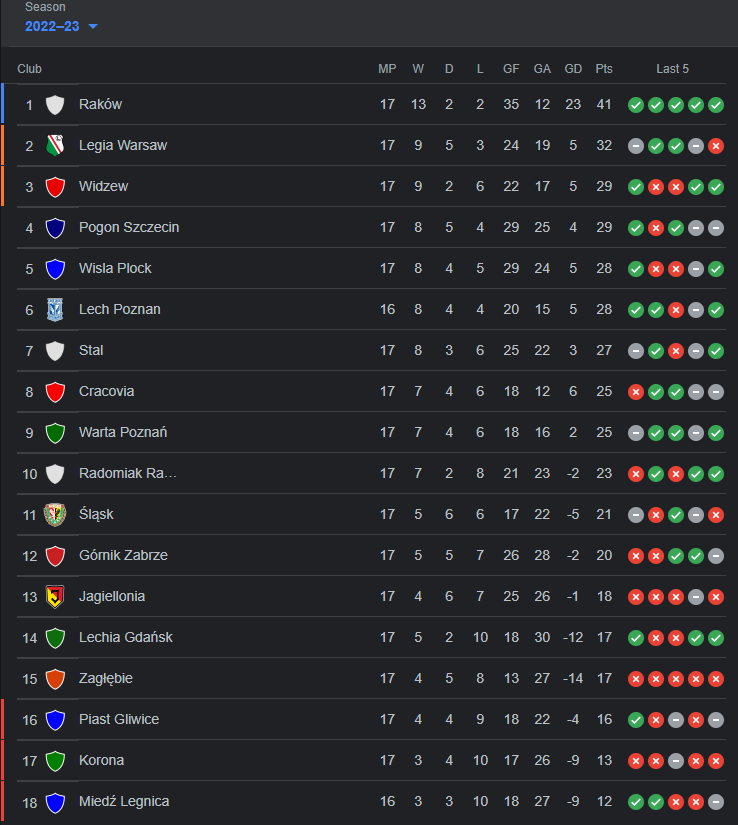 Season
2022–23
Club MP W D L GF GA GD Pts Last 5
1 Raków 17 13 2 2 35 12 23 41
2 Legia Warsaw 17 9 5 3 24 19 5 32
3 Widzew 17 9 2 6 22 17 5 29
4 Pogon Szczecin 17 8 5 4 29 25 4 29
5 Wisla Plock 17 8 4 5 29 24 5 28
6 Lech Poznan 16 8 4 4 20 15 5 28
7 Stal 17 8 3 6 25 22 3 27
8 Cracovia 17 7 4 6 18 12 6 25
9 Warta Poznań 17 7 4 6 18 16 2 25
10 Radomiak Ra... 17 7 2 8 21 23 -2 23
11 Śląsk 17 5 6 6 17 22 -5 21
12 Górnik Zabrze 17 5 5 7 26 28 -2 20
13 Jagiellonia 17 4 6 7 25 26 -1 18
14 Lechia Gdańsk 17 5 2 10 18 30 -12 17
15 Zagłębie 17 4 5 8 13 27 -14 17
16 Piast Gliwice 17 4 4 9 18 22 -4 16
17 Korona 17 3 4 10 17 26 -9 13
18 Miedź Legnica 16 3 3 10 18 27 -9 12